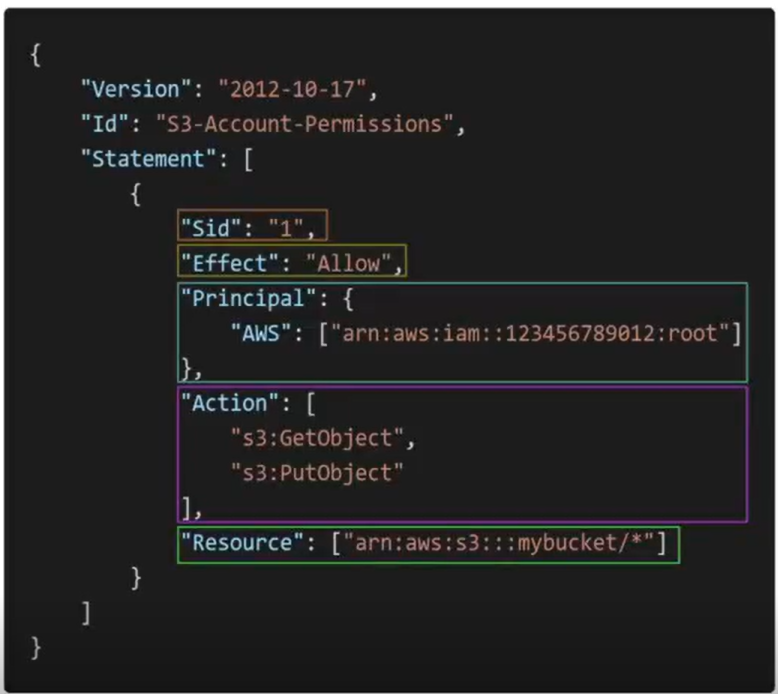 {
    "Version": "2012-10-17",
    "Id": "S3-Account-Permissions",
    "Statement": [
        {
            "Sid": "1",
            "Effect": "Allow",
            "Principal": {
                "AWS": ["arn:aws:iam::123456789012:root"]
            },
            "Action": [
                "s3:GetObject",
                "s3:PutObject"
            ],
            "Resource": ["arn:aws:s3:::mybucket/*"]
        }
    ]
}